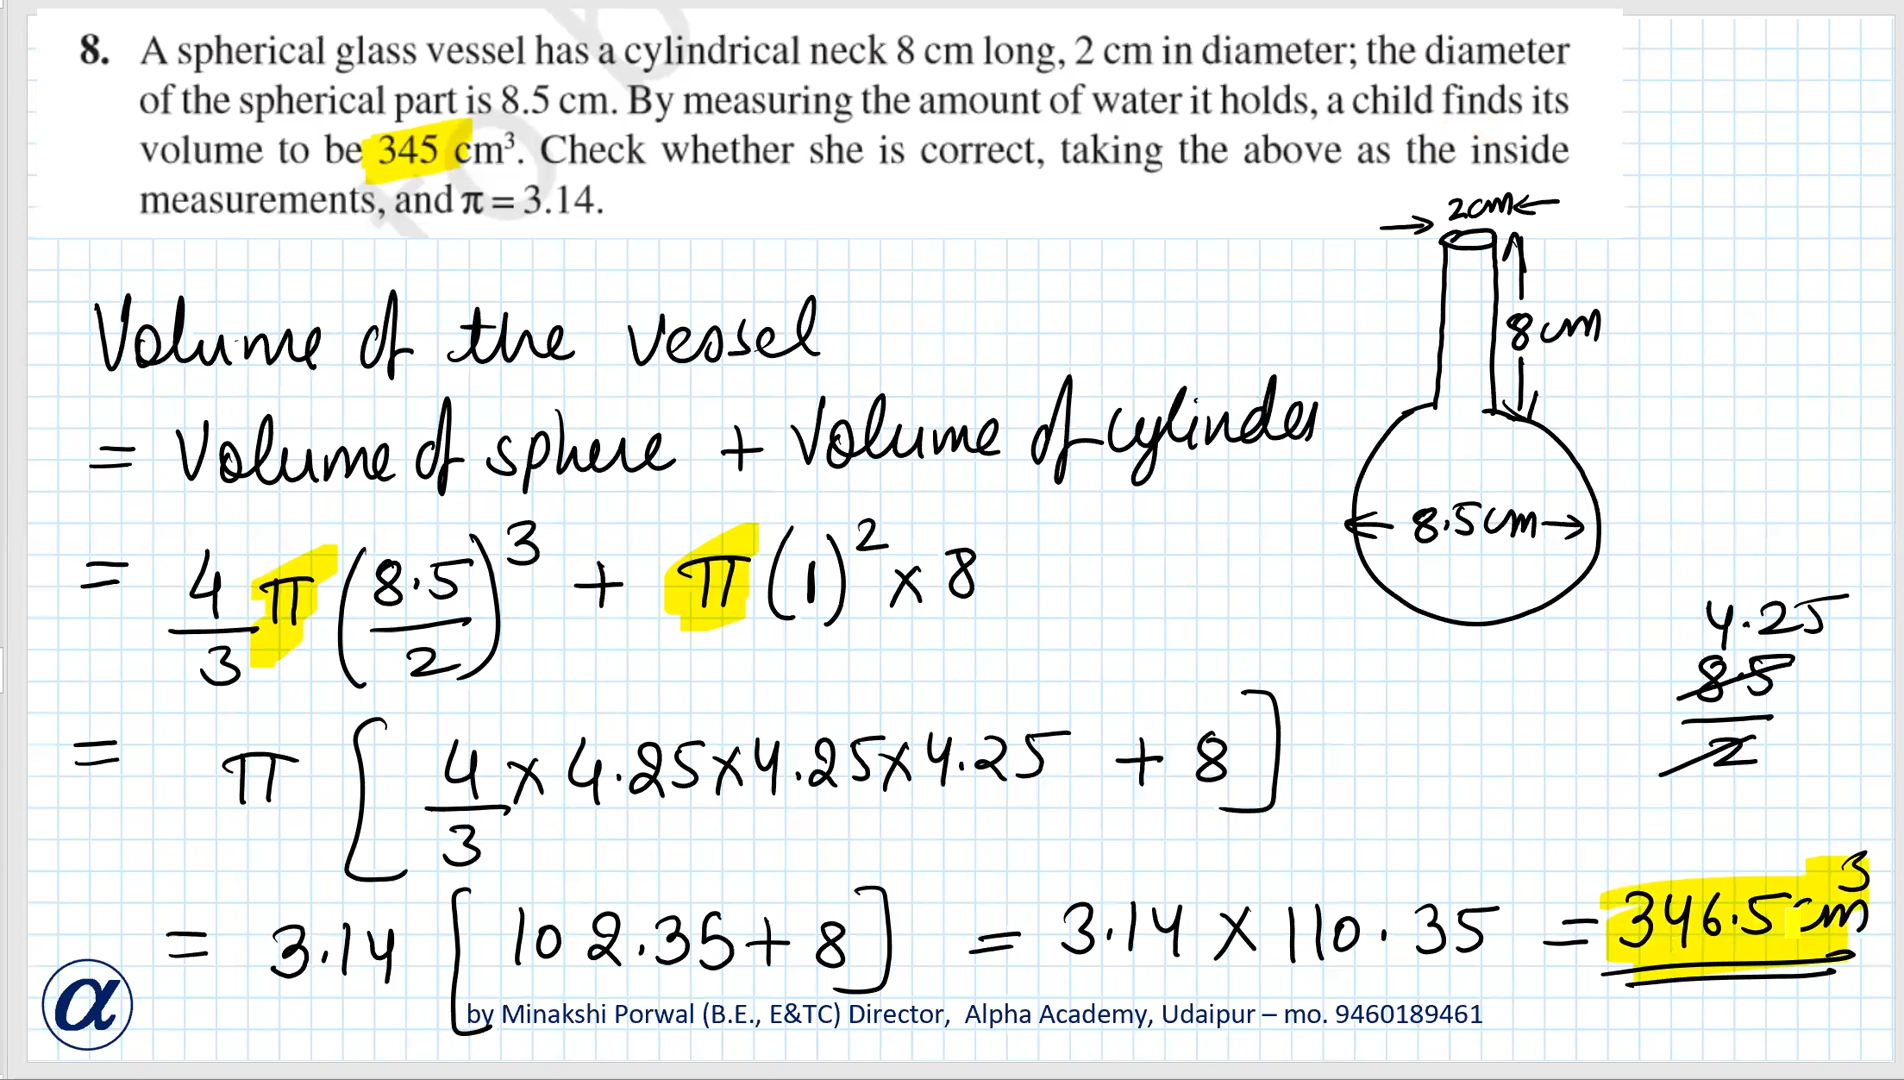 8. A spherical glass vessel has a cylindrical neck 8 cm long, 2 cm in diameter; the diameter
of the spherical part is 8.5 cm. By measuring the amount of water it holds, a child finds its
volume to be 345 cm³. Check whether she is correct, taking the above as the inside
measurements, and π = 3.14.
2cm
8cm
8.5cm
Volume of the vessel
= Volume of sphere + Volume of cylinder
= 4/3 π (8.5/2)³ + π (1)² × 8
4.25
8.5
2
= π [4/3 × 4.25×4.25×4.25 + 8]
= 3.14 [102.35+ 8] = 3.14 × 110.35 = 346.5 cm³
α
by Minakshi Porwal (B.E., E&TC) Director, Alpha Academy, Udaipur – mo. 9460189461